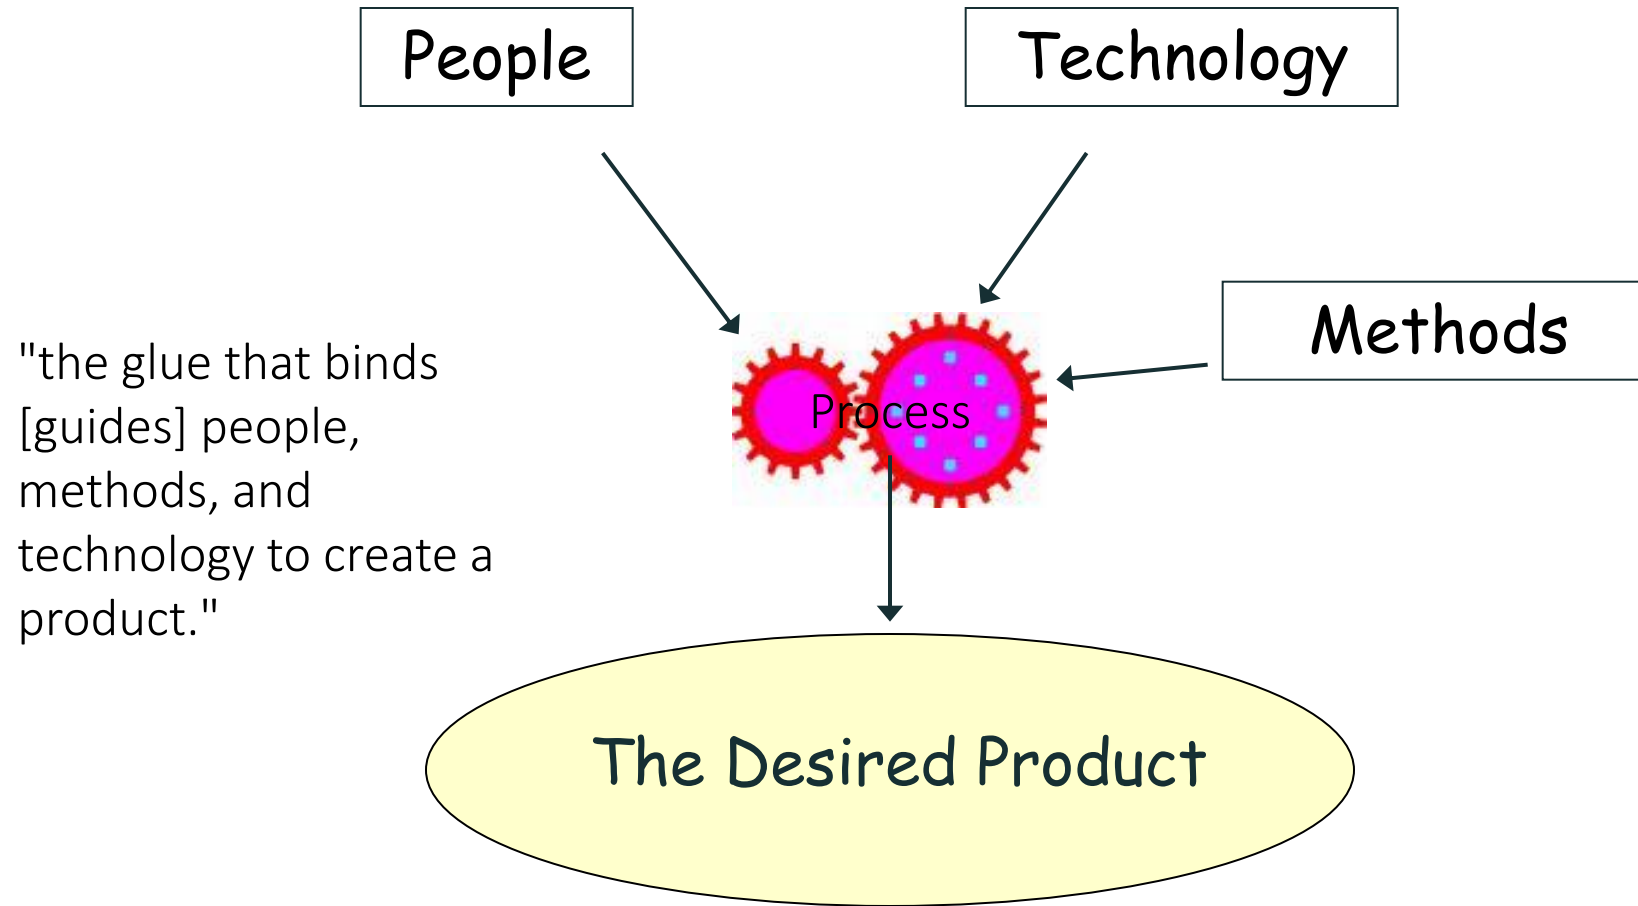 People
Technology
Methods
"the glue that binds
[guides] people,
methods, and
technology to create a
product."
Process
The Desired Product